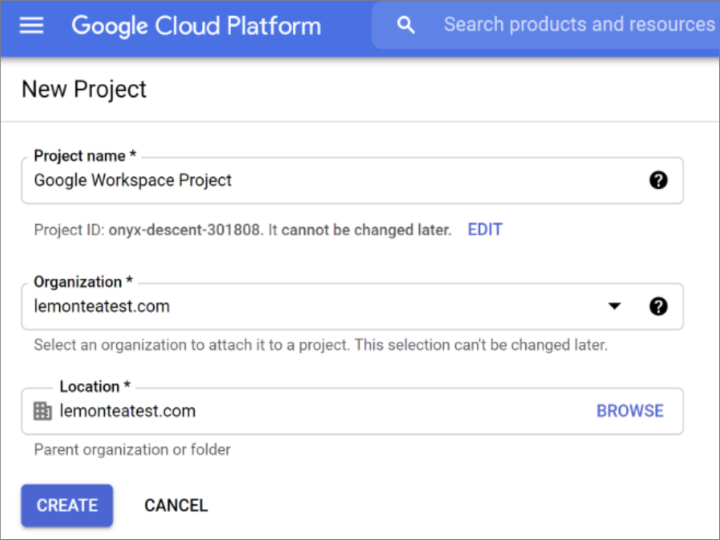 Google Cloud Platform
Search products and resources
New Project
Project name *
Google Workspace Project
Project ID: onyx-descent-301808. It cannot be changed later. EDIT
Organization *
lemonteatest.com
Select an organization to attach it to a project. This selection can't be changed later.
Location *
lemonteatest.com BROWSE
Parent organization or folder
CREATE CANCEL